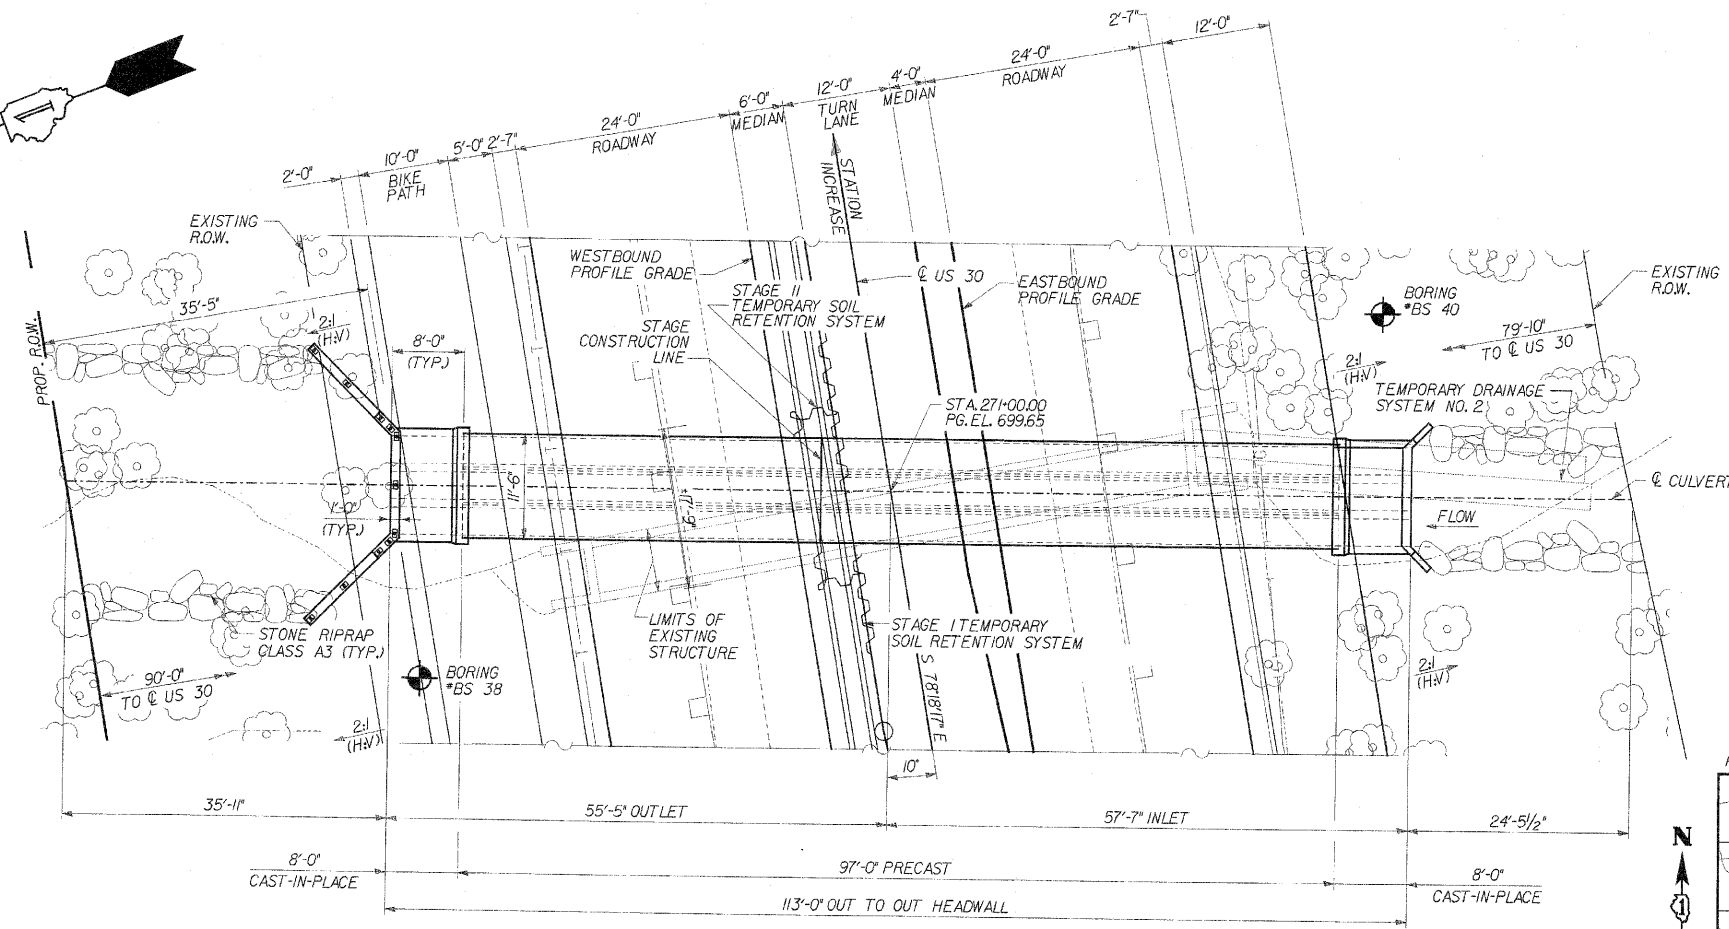 2'-7"
12'-0"
24'-0"
ROADWAY
4'-0"
MEDIAN
12'-0"
TURN
LANE
6'-0"
MEDIAN
24'-0"
ROADWAY
5'-0" 2'-7"
10'-0"
BIKE
PATH
2'-0"
STATION
INCREASE
EXISTING
R.O.W.
WESTBOUND
PROFILE GRADE
STAGE II
TEMPORARY SOIL
RETENTION SYSTEM
℄ US 30
EASTBOUND
PROFILE GRADE
BORING
#BS 40
EXISTING
R.O.W.
35'-5"
PROP. R.O.W.
2:1
(H:V)
8'-0"
(TYP.)
STAGE
CONSTRUCTION
LINE
79'-10"
TO ℄ US 30
2:1
(H:V)
TEMPORARY DRAINAGE
SYSTEM NO. 2
STA. 271+00.00
PG. EL. 699.65
℄ CULVERT
11'-9"
1'-0"
(TYP.)
FLOW
LIMITS OF
EXISTING
STRUCTURE
STAGE I TEMPORARY
SOIL RETENTION SYSTEM
STONE RIPRAP
CLASS A3 (TYP.)
BORING
#BS 38
90'-0"
TO ℄ US 30
S 78°18'17" E
2:1
(H:V)
2:1
(H:V)
10"
35'-11"
55'-5" OUTLET
57'-7" INLET
24'-5½"
8'-0"
CAST-IN-PLACE
97'-0" PRECAST
8'-0"
CAST-IN-PLACE
113'-0" OUT TO OUT HEADWALL
N
1